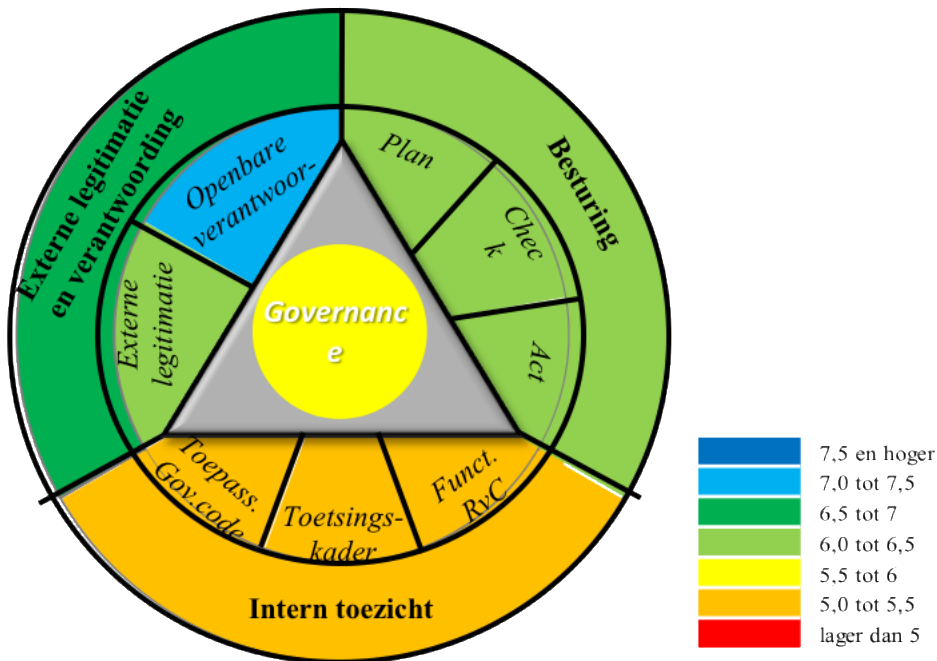 Externe legitimatie
en verantwoording
Besturing
Openbare
verantwoor-
Plan
Chec
k
Act
Externe
legitimatie
Governanc
e
Toepass.
Gov.code
Toetsings-
kader
Funct.
RvC
Intern toezicht
7,5 en hoger
7,0 tot 7,5
6,5 tot 7
6,0 tot 6,5
5,5 tot 6
5,0 tot 5,5
lager dan 5